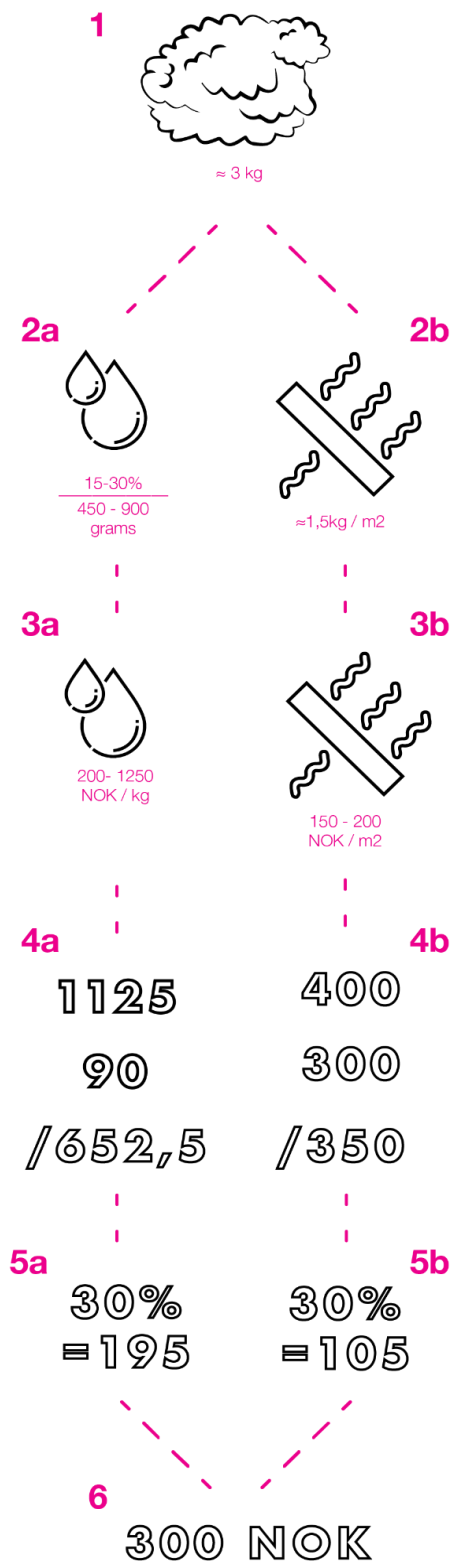 1
≈ 3 kg
2a
2b
15-30%
450 - 900
grams
≈1,5kg / m2
3a
3b
200- 1250
NOK / kg
150 - 200
NOK / m2
4a
4b
1125
400
90
300
/652,5
/350
5a
5b
30%
=195
30%
=105
6
300 NOK